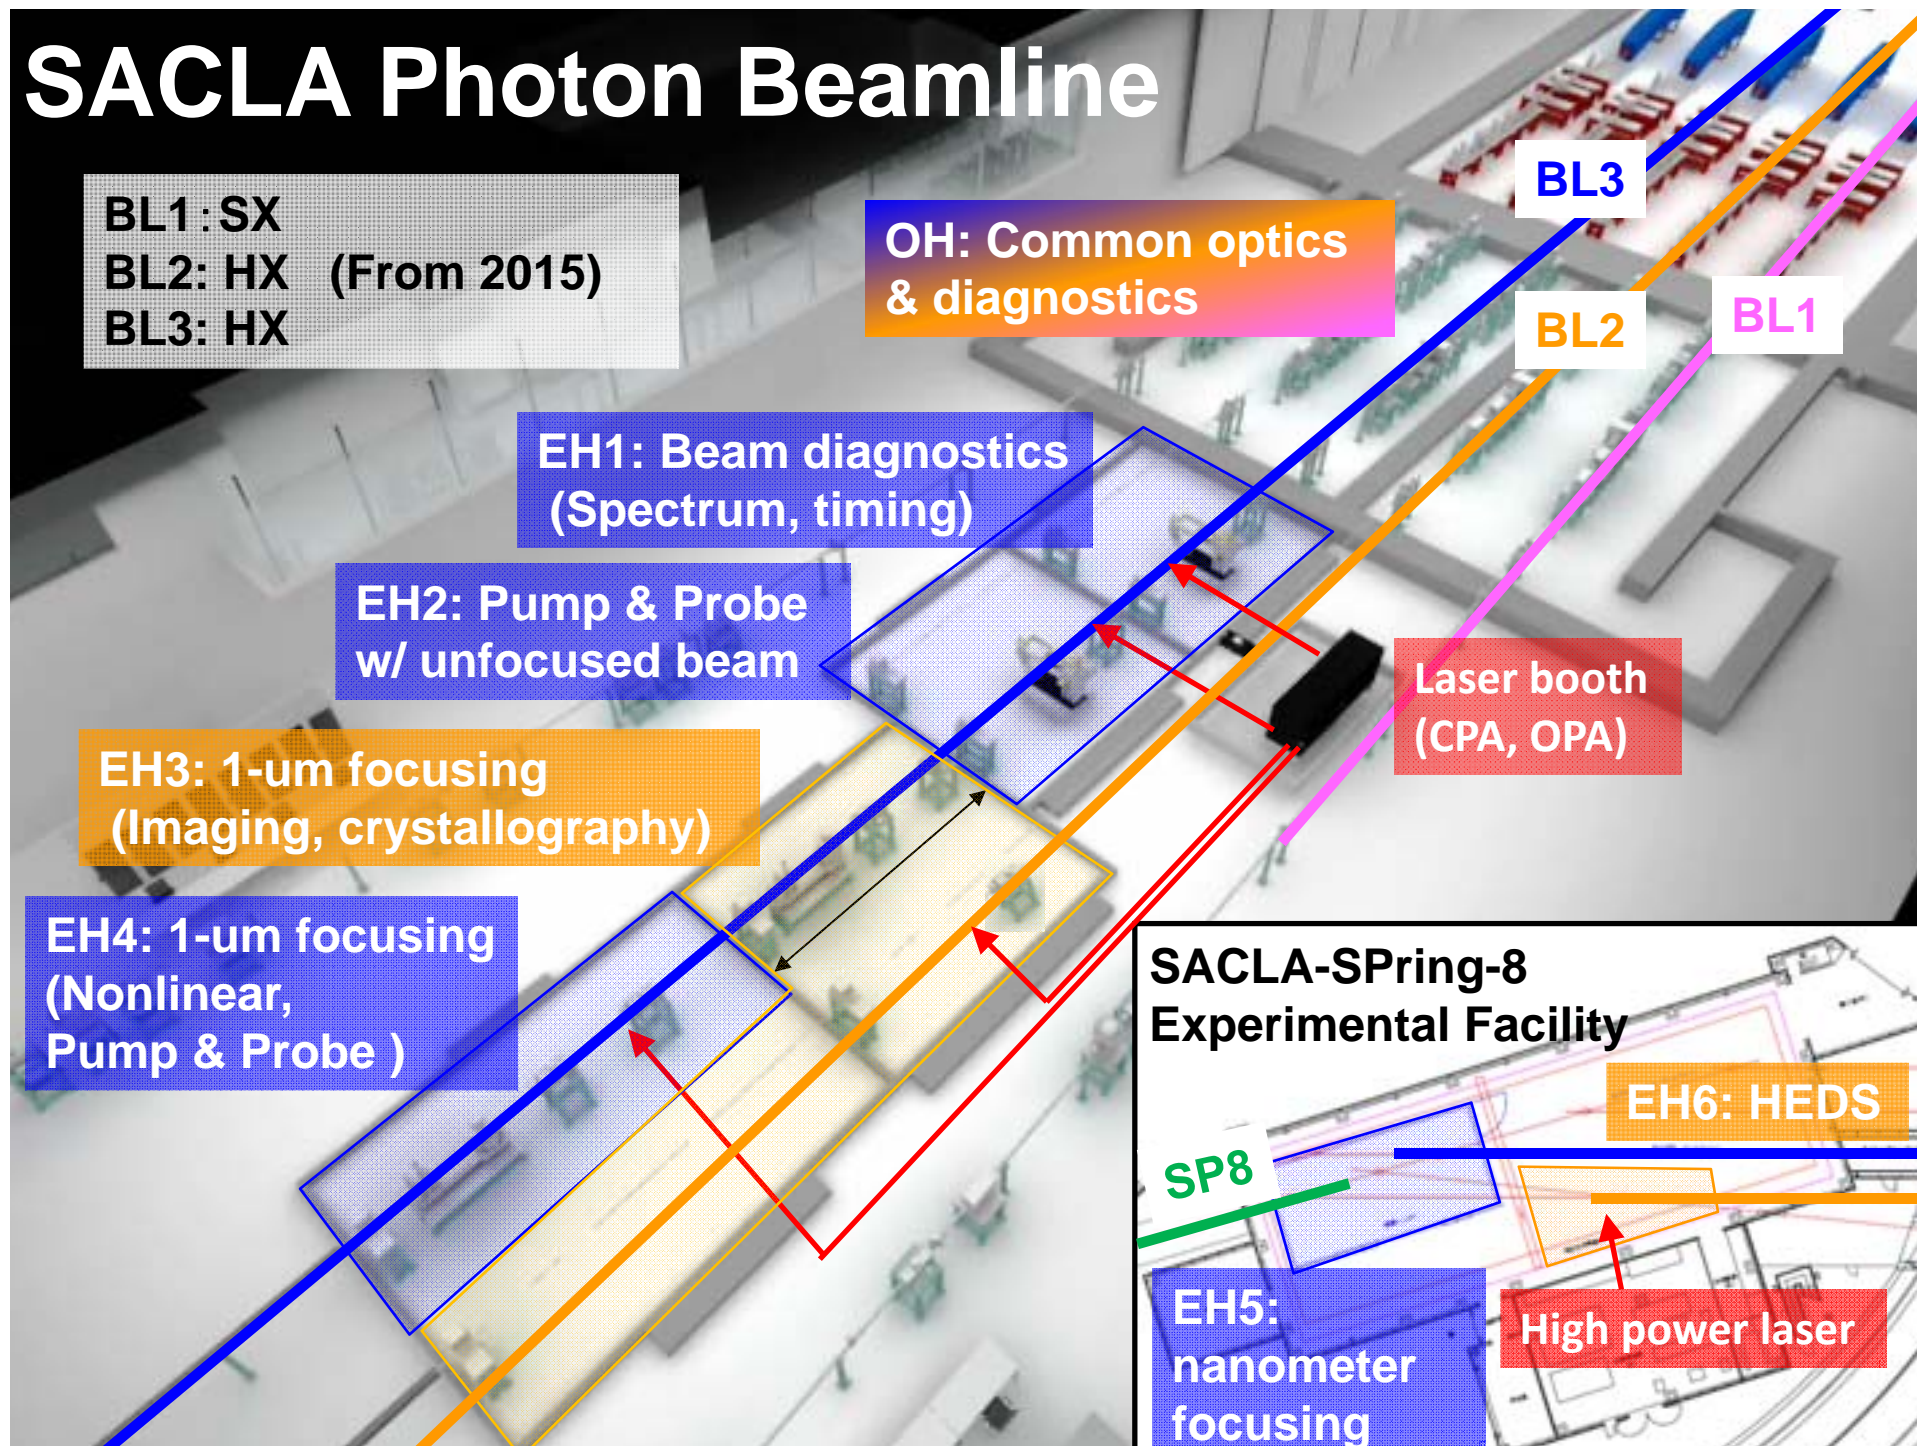 SACLA Photon Beamline
BL1:SX
BL2: HX (From 2015)
BL3: HX
OH: Common optics
& diagnostics
BL3
BL2
BL1
EH1: Beam diagnostics
(Spectrum, timing)
EH2: Pump & Probe
w/ unfocused beam
Laser booth
(CPA, OPA)
EH3: 1-um focusing
(Imaging, crystallography)
EH4: 1-um focusing
(Nonlinear,
Pump & Probe )
SACLA-SPring-8
Experimental Facility
EH6: HEDS
SP8
EH5:
nanometer
focusing
High power laser